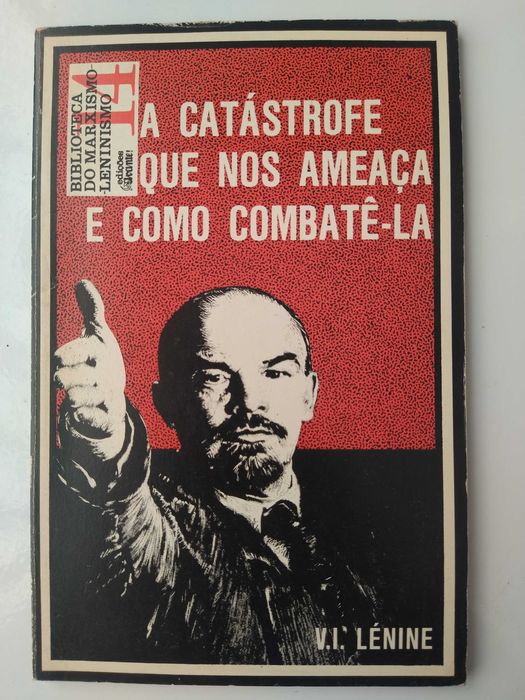 BIBLIOTECA
DO MARXISMO-
-LENINISMO
14
edições
avante!
A CATÁSTROFE
QUE NOS AMEAÇA
E COMO COMBATÊ-LA
V.I. LÉNINE